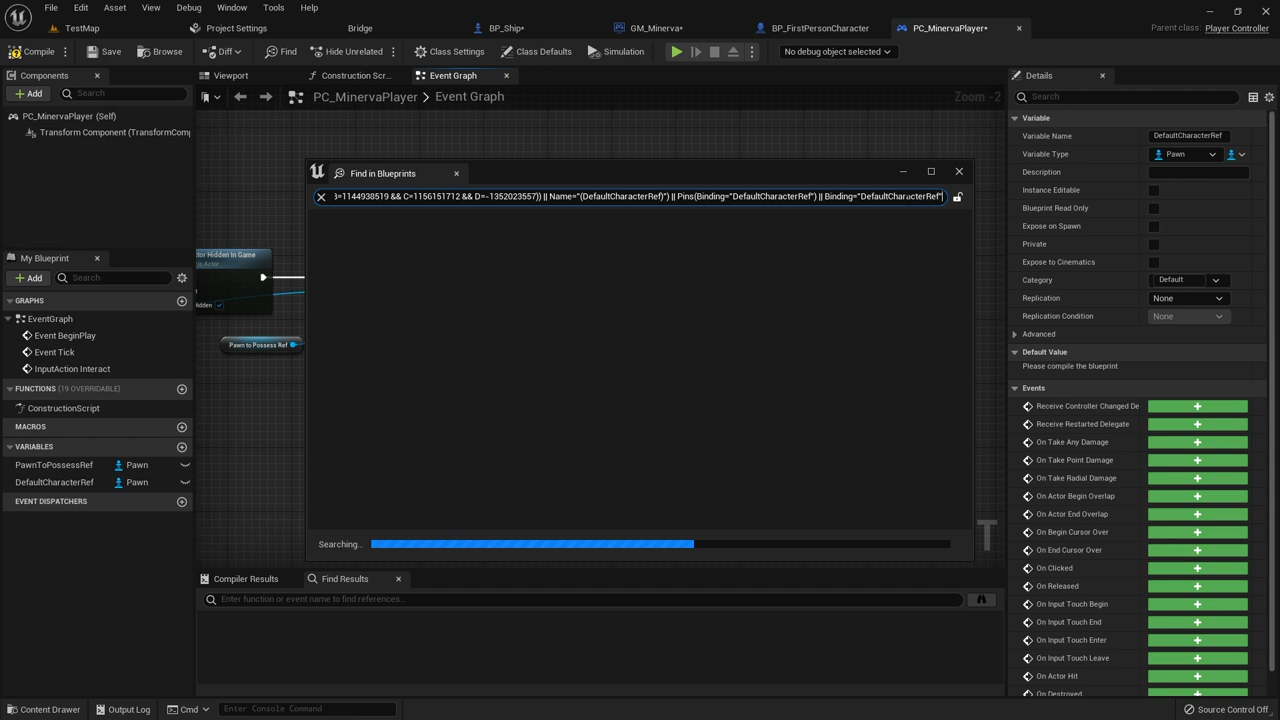 File Edit Asset View Debug Window Tools Help
TestMap Project Settings Bridge BP_Ship* GM_Minerva* BP_FirstPersonCharacter PC_MinervaPlayer* Parent class: Player Controller
Compile Save Browse Diff Find Hide Unrelated Class Settings Class Defaults Simulation No debug object selected
Components Viewport Construction Scr... Event Graph Details
Add Search PC_MinervaPlayer > Event Graph Zoom -2 Search
PC_MinervaPlayer (Self)
Transform Component (TransformComp
Variable
Variable Name DefaultCharacterRef
Variable Type Pawn
Description
Instance Editable
Blueprint Read Only
Expose on Spawn
Private
Expose to Cinematics
Category Default
Replication None
Replication Condition None
Advanced
Default Value
Please compile the blueprint
Events
Receive Controller Changed De
Receive Restarted Delegate
On Take Any Damage
On Take Point Damage
On Take Radial Damage
On Actor Begin Overlap
On Actor End Overlap
On Begin Cursor Over
On End Cursor Over
On Clicked
On Released
On Input Touch Begin
On Input Touch End
On Input Touch Enter
On Input Touch Leave
On Actor Hit
On Destroyed
Find in Blueprints
=1144938519 && C=1156151712 && D=-1352023557)) || Name="(DefaultCharacterRef)") || Pins(Binding="DefaultCharacterRef") || Binding="DefaultCharacterRef"
Searching...
tor Hidden In Game
is Actor
Hidden
Pawn to Possess Ref
My Blueprint
Add Search
GRAPHS
EventGraph
Event BeginPlay
Event Tick
InputAction Interact
FUNCTIONS (19 OVERRIDABLE)
ConstructionScript
MACROS
VARIABLES
PawnToPossessRef Pawn
DefaultCharacterRef Pawn
EVENT DISPATCHERS
T
Compiler Results Find Results
Enter function or event name to find references...
Content Drawer Output Log Cmd Enter Console Command Source Control Off